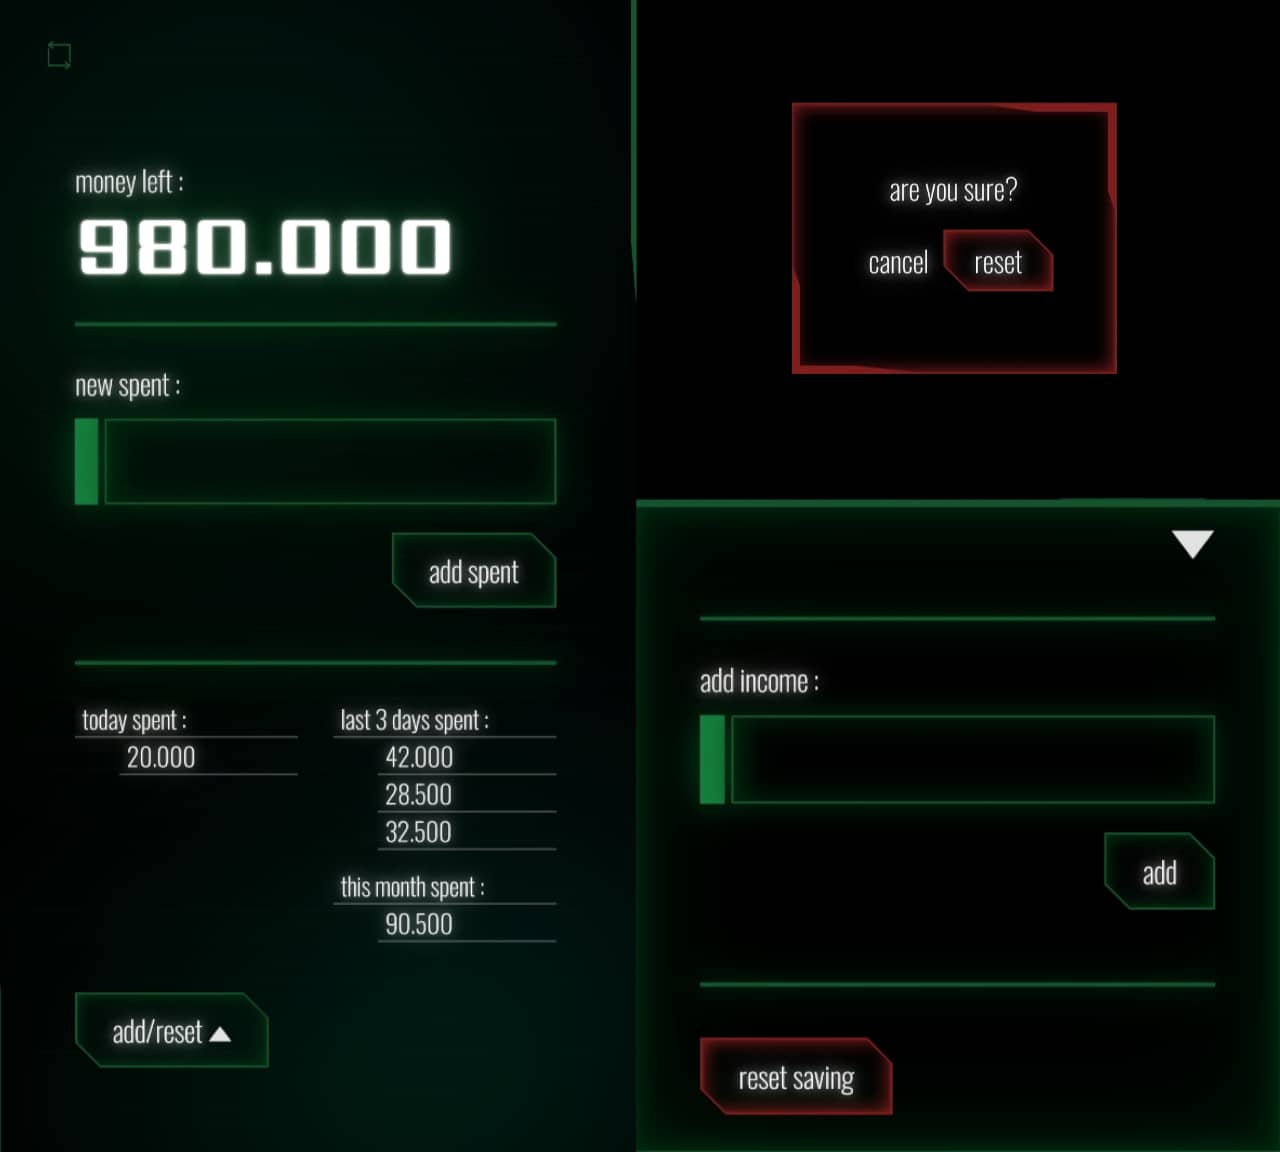 money left :
980.000
new spent :
add spent
today spent :
20.000
last 3 days spent :
42.000
28.500
32.500
this month spent :
90.500
add/reset
are you sure?
cancel reset
add income :
add
reset saving